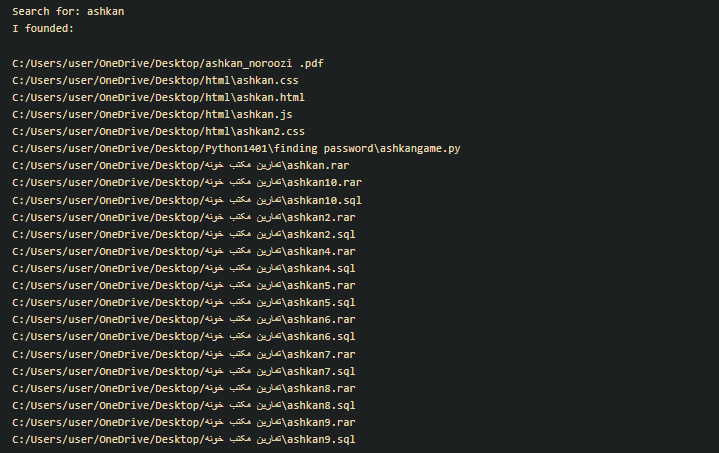 Search for: ashkan
I founded:
C:/Users/user/OneDrive/Desktop/ashkan_noroozi .pdf
C:/Users/user/OneDrive/Desktop/html\ashkan.css
C:/Users/user/OneDrive/Desktop/html\ashkan.html
C:/Users/user/OneDrive/Desktop/html\ashkan.js
C:/Users/user/OneDrive/Desktop/html\ashkan2.css
C:/Users/user/OneDrive/Desktop/Python1401\finding password\ashkangame.py
C:/Users/user/OneDrive/Desktop/تمارین مکتب خونه\ashkan.rar
C:/Users/user/OneDrive/Desktop/تمارین مکتب خونه\ashkan10.rar
C:/Users/user/OneDrive/Desktop/تمارین مکتب خونه\ashkan10.sql
C:/Users/user/OneDrive/Desktop/تمارین مکتب خونه\ashkan2.rar
C:/Users/user/OneDrive/Desktop/تمارین مکتب خونه\ashkan2.sql
C:/Users/user/OneDrive/Desktop/تمارین مکتب خونه\ashkan4.rar
C:/Users/user/OneDrive/Desktop/تمارین مکتب خونه\ashkan4.sql
C:/Users/user/OneDrive/Desktop/تمارین مکتب خونه\ashkan5.rar
C:/Users/user/OneDrive/Desktop/تمارین مکتب خونه\ashkan5.sql
C:/Users/user/OneDrive/Desktop/تمارین مکتب خونه\ashkan6.rar
C:/Users/user/OneDrive/Desktop/تمارین مکتب خونه\ashkan6.sql
C:/Users/user/OneDrive/Desktop/تمارین مکتب خونه\ashkan7.rar
C:/Users/user/OneDrive/Desktop/تمارین مکتب خونه\ashkan7.sql
C:/Users/user/OneDrive/Desktop/تمارین مکتب خونه\ashkan8.rar
C:/Users/user/OneDrive/Desktop/تمارین مکتب خونه\ashkan8.sql
C:/Users/user/OneDrive/Desktop/تمارین مکتب خونه\ashkan9.rar
C:/Users/user/OneDrive/Desktop/تمارین مکتب خونه\ashkan9.sql